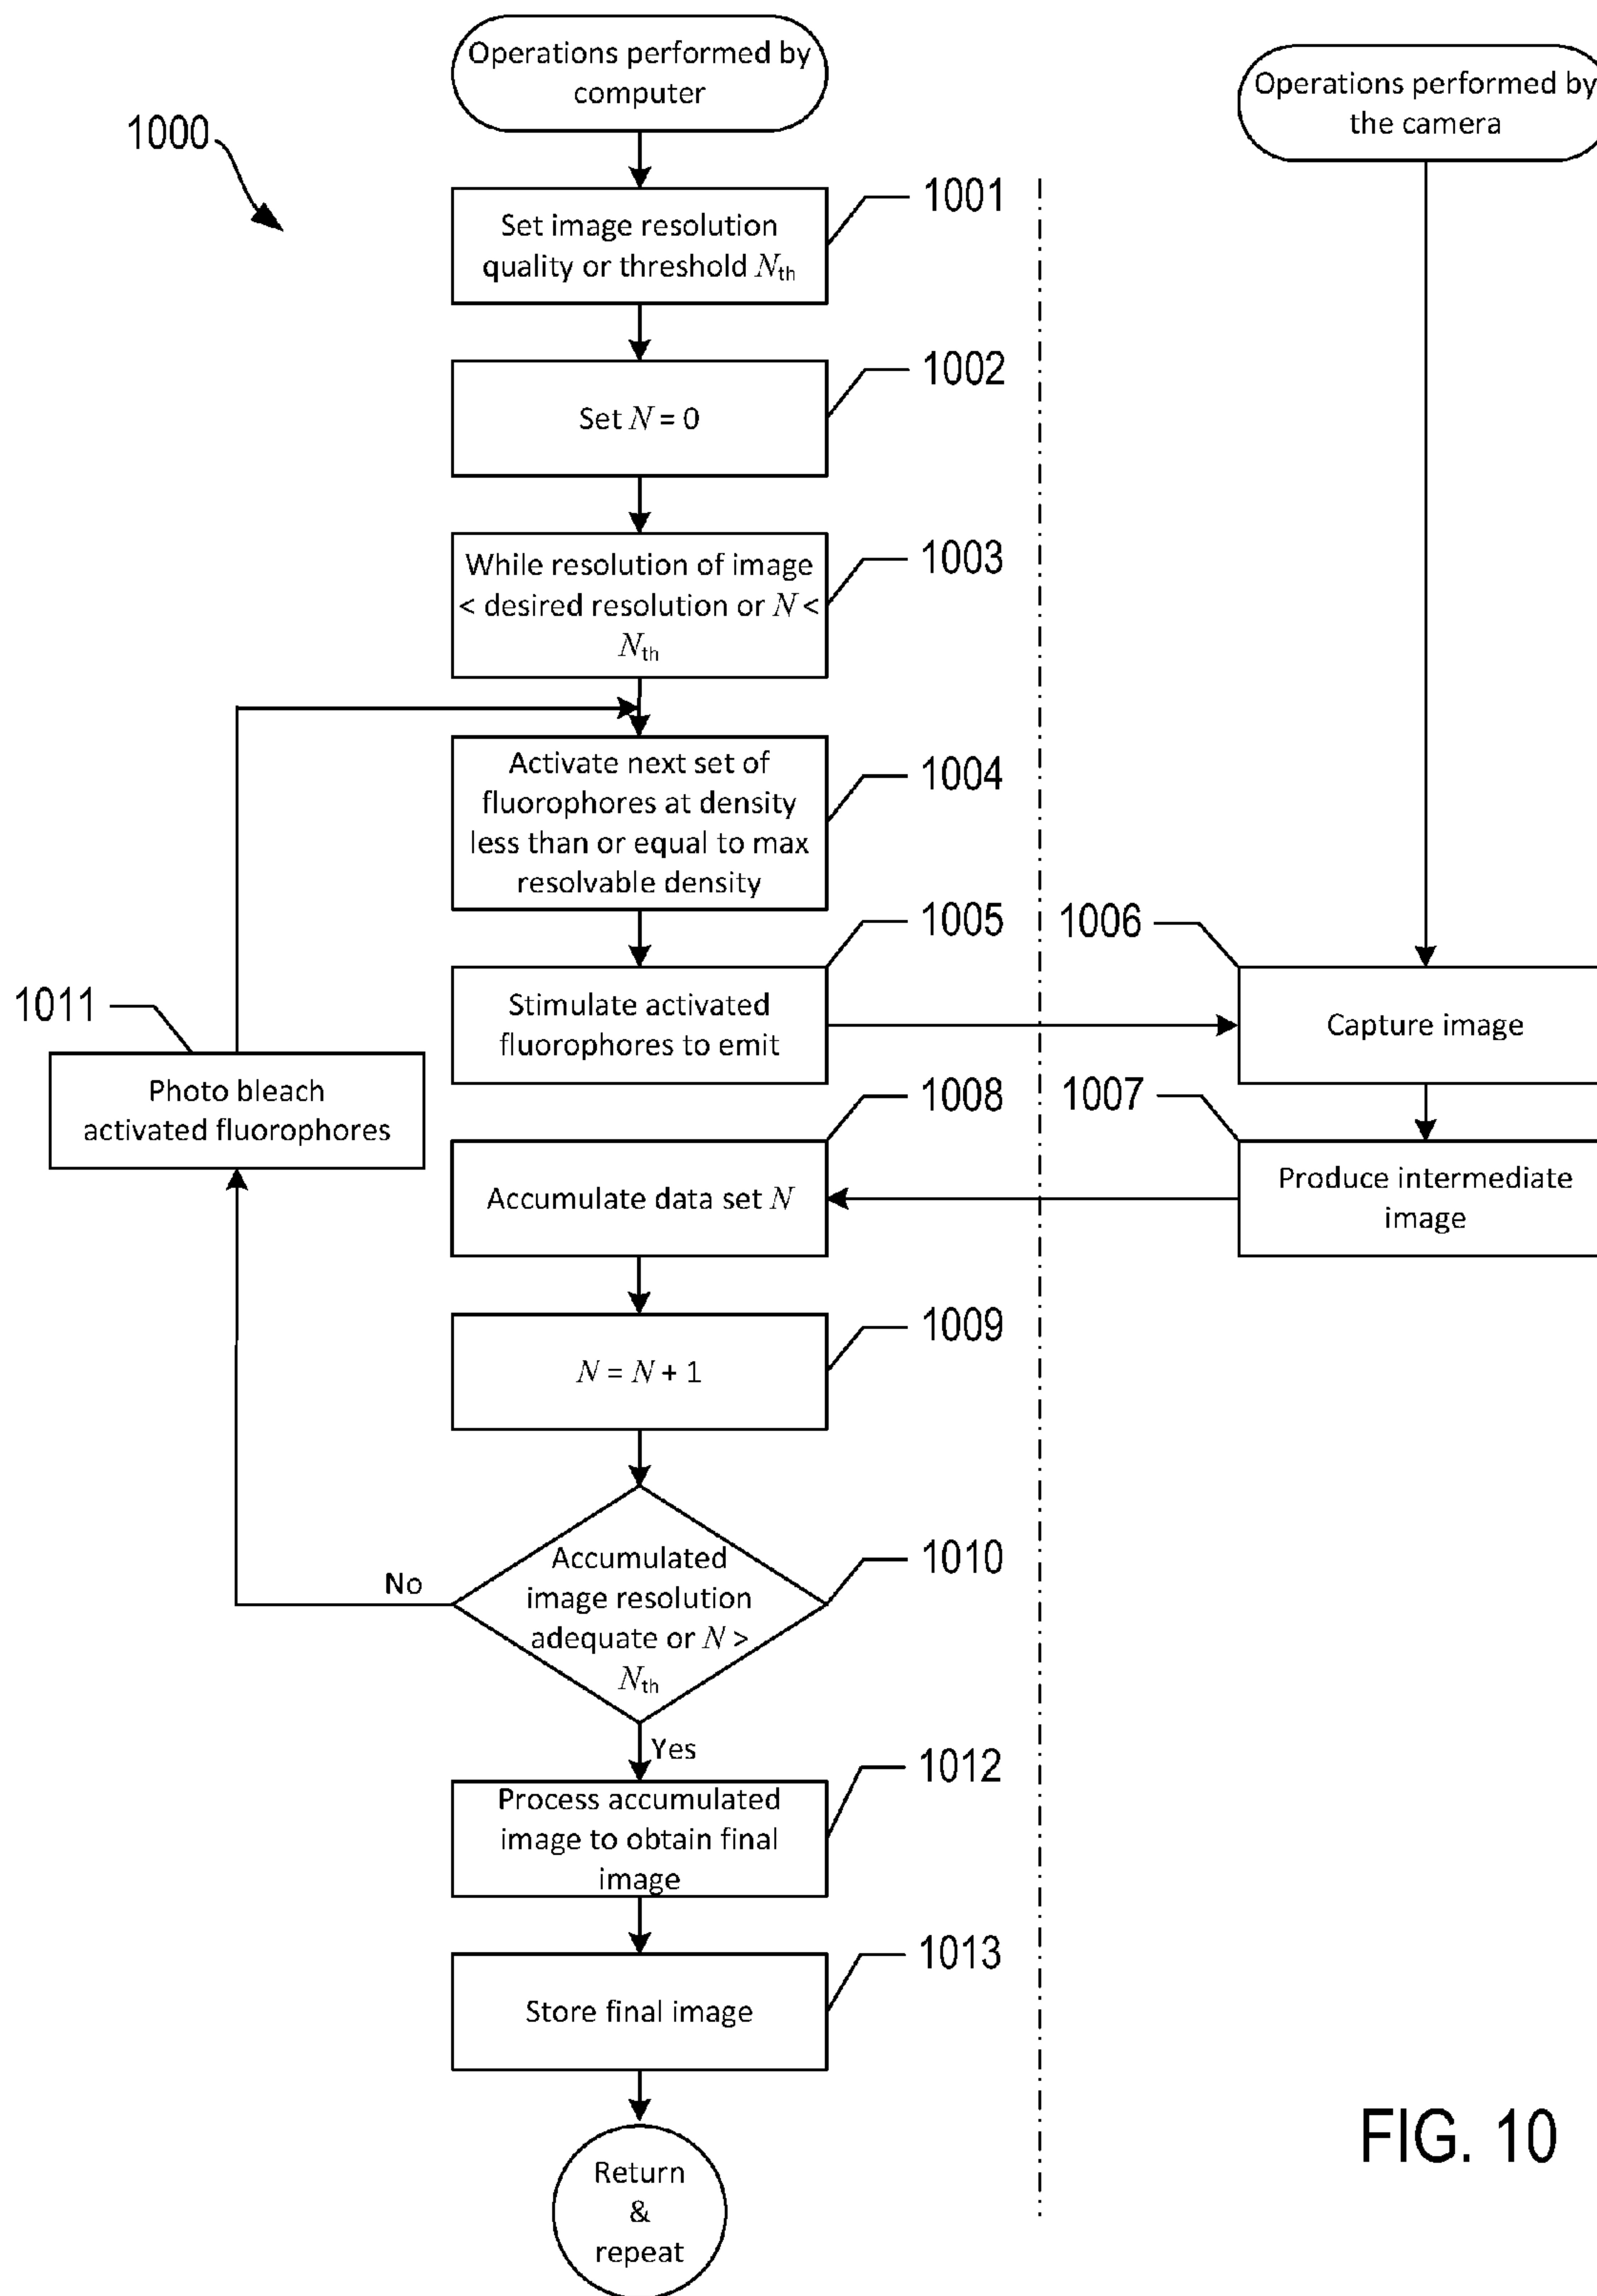 Operations performed by
computer
Operations performed by
the camera
1000
1001
Set image resolution
quality or threshold Nth
1002
Set N = 0
1003
While resolution of image
< desired resolution or N <
Nth
1004
Activate next set of
fluorophores at density
less than or equal to max
resolvable density
1005
Stimulate activated
fluorophores to emit
1006
Capture image
1011
Photo bleach
activated fluorophores
1008
Accumulate data set N
1007
Produce intermediate
image
1009
N = N + 1
1010
Accumulated
image resolution
adequate or N >
Nth
No
Yes
1012
Process accumulated
image to obtain final
image
1013
Store final image
Return
&
repeat
FIG. 10